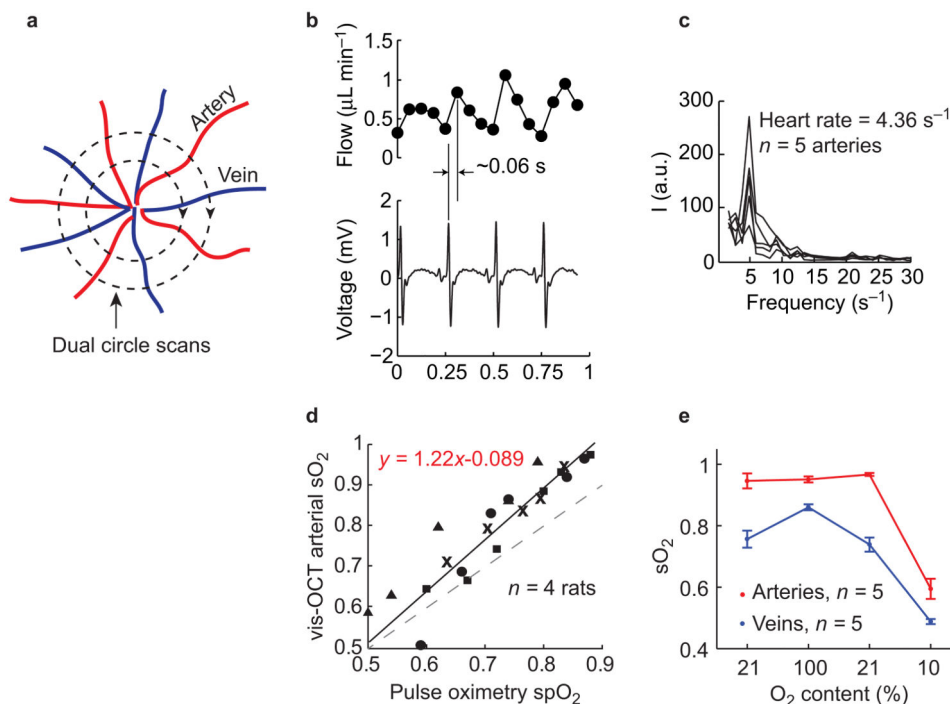 a
Artery
Vein
Dual circle scans
b
Flow (μL min⁻¹)
1.5
1
0.5
0
~0.06 s
Voltage (mV)
2
1
0
−1
−2
0 0.25 0.5 0.75 1
c
I (a.u.)
300
200
100
0
Heart rate = 4.36 s⁻¹
n = 5 arteries
5 10 15 20 25 30
Frequency (s⁻¹)
d
vis-OCT arterial sO₂
1
0.9
0.8
0.7
0.6
0.5
y = 1.22x-0.089
n = 4 rats
0.5 0.6 0.7 0.8 0.9
Pulse oximetry spO₂
e
sO₂
1
0.8
0.6
0.4
Arteries, n = 5
Veins, n = 5
21 100 21 10
O₂ content (%)